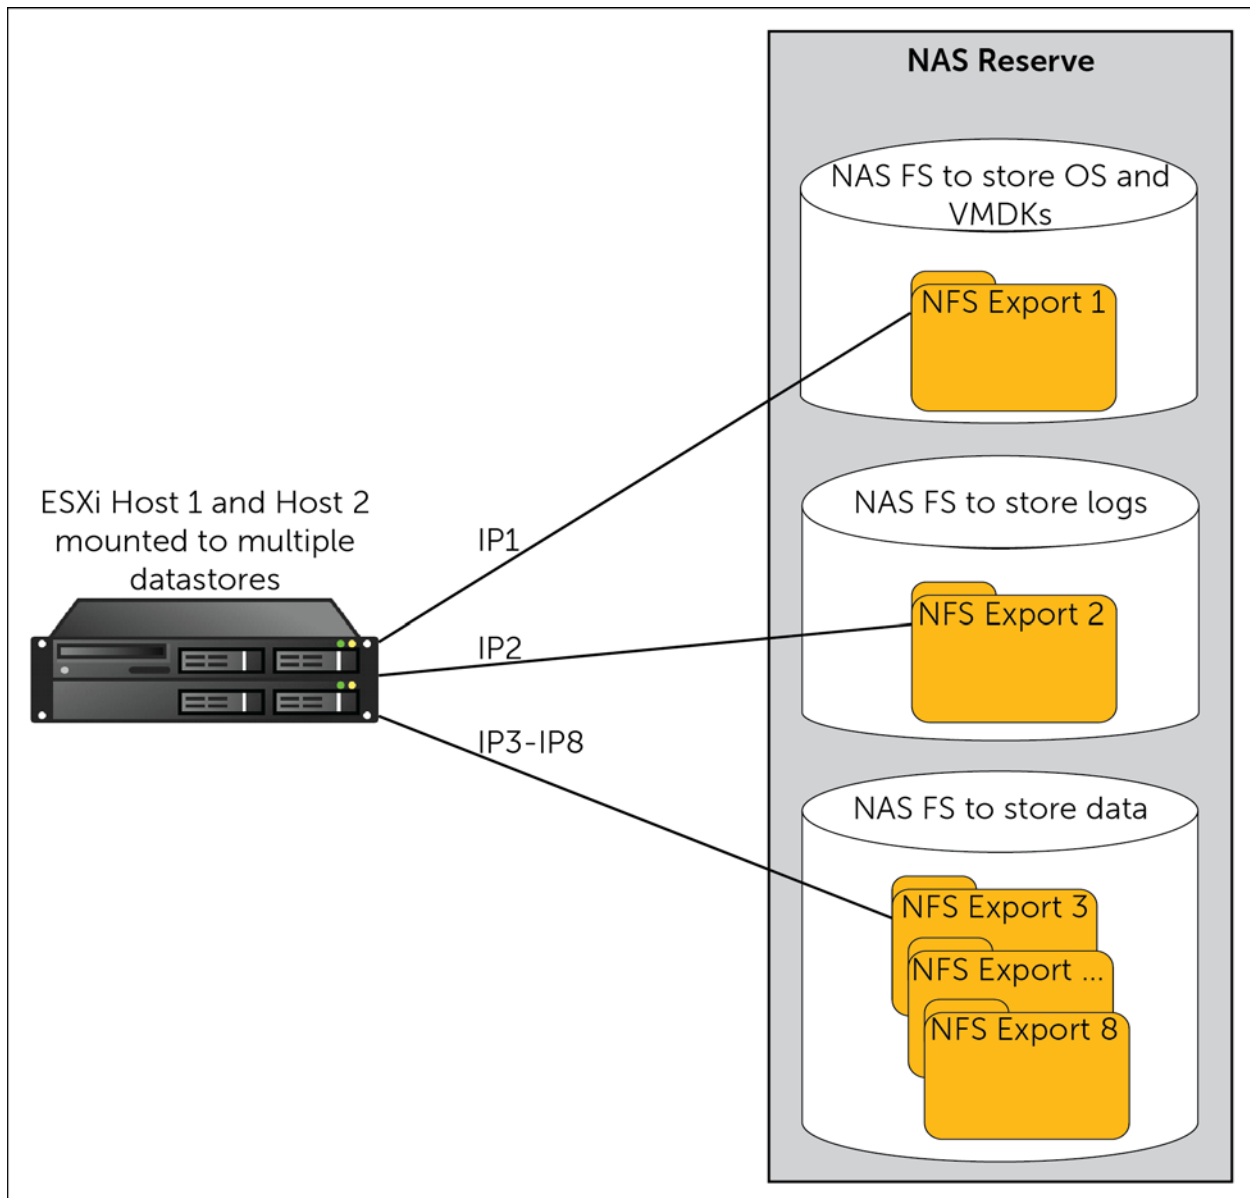 NAS Reserve
NAS FS to store OS and
VMDKs
NFS Export 1
ESXi Host 1 and Host 2
mounted to multiple
datastores
IP1
IP2
IP3-IP8
NAS FS to store logs
NFS Export 2
NAS FS to store data
NFS Export 3
NFS Export ...
NFS Export 8